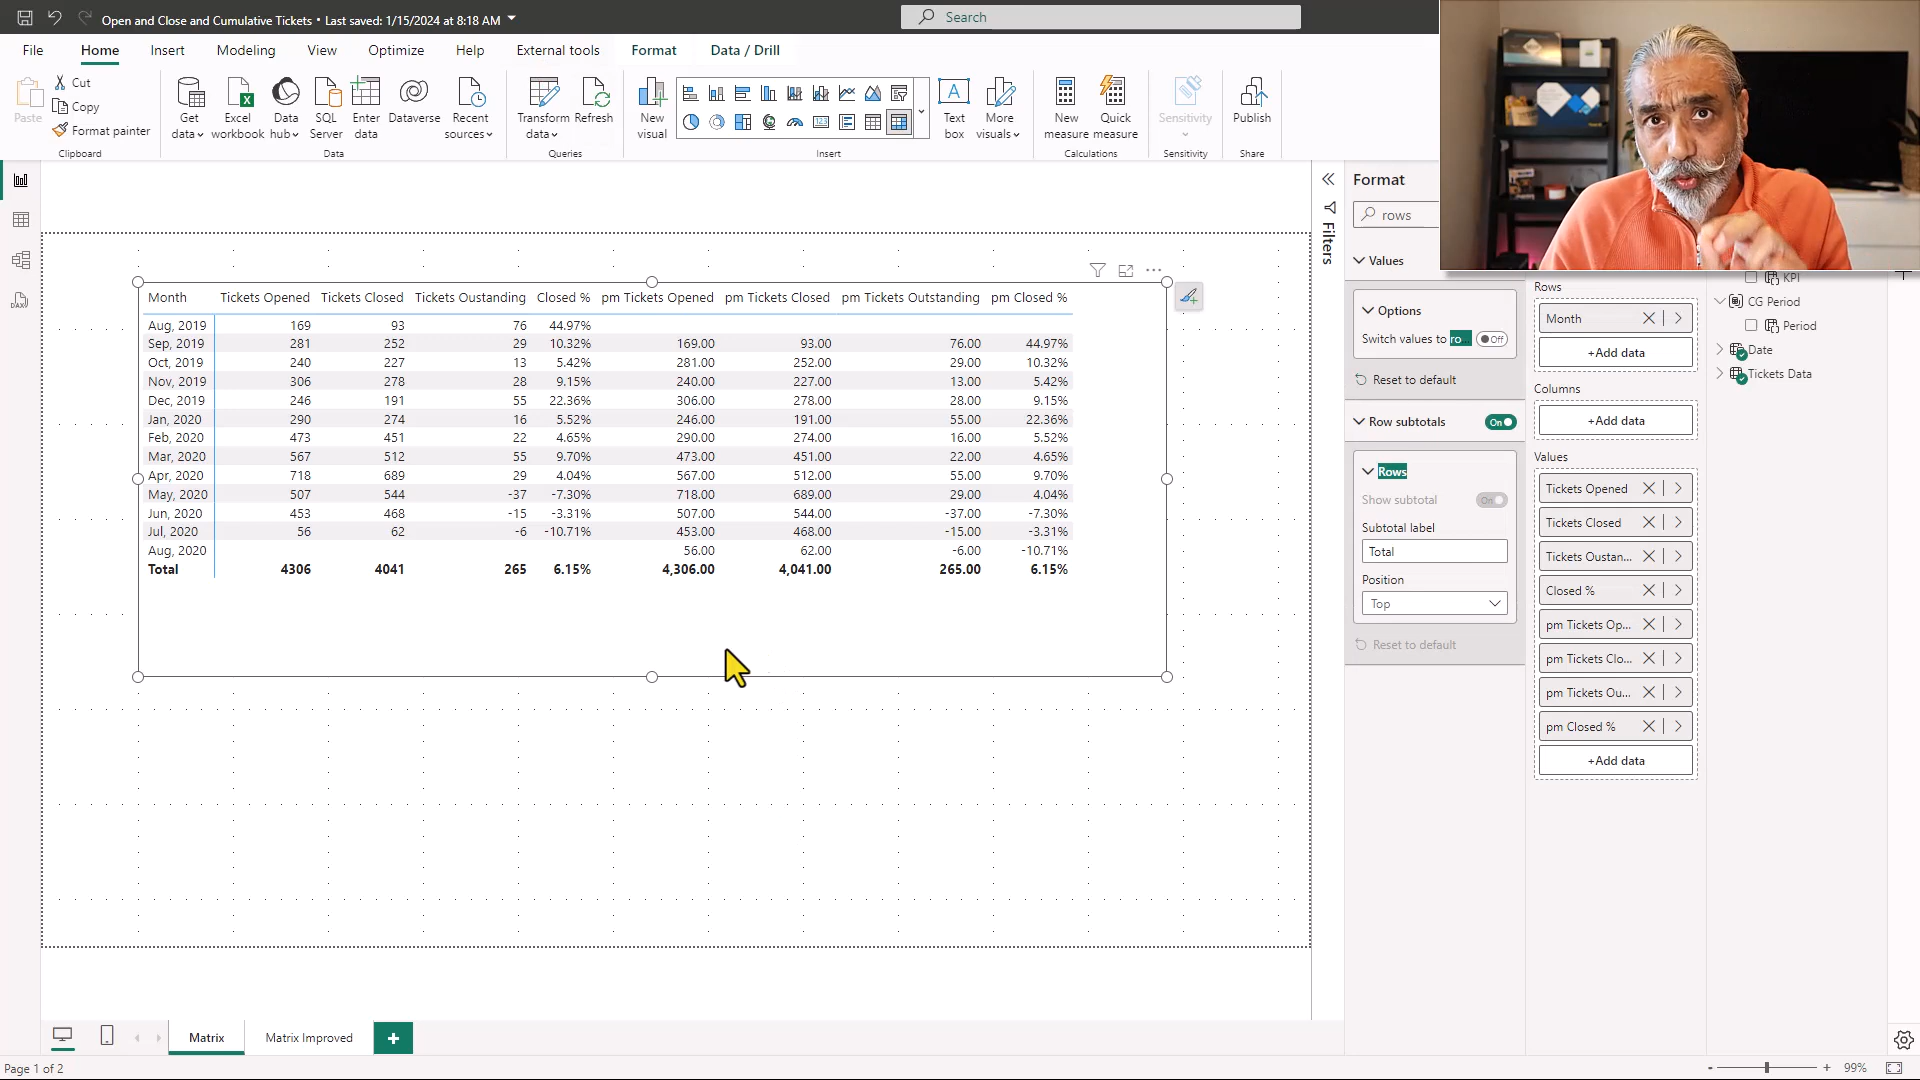 Open and Close and Cumulative Tickets • Last saved: 1/15/2024 at 8:18 AM
Search
File Home Insert Modeling View Optimize Help External tools Format Data / Drill
Paste
Cut
Copy
Format painter
Clipboard
Get data
Excel workbook
Data hub
SQL Server
Enter data
Dataverse
Recent sources
Data
Transform data
Refresh
Queries
New visual
Text box
More visuals
Insert
New measure
Quick measure
Calculations
Sensitivity
Sensitivity
Publish
Share
Month Tickets Opened Tickets Closed Tickets Oustanding Closed % pm Tickets Opened pm Tickets Closed pm Tickets Outstanding pm Closed %
Aug, 2019 169 93 76 44.97%
Sep, 2019 281 252 29 10.32% 169.00 93.00 76.00 44.97%
Oct, 2019 240 227 13 5.42% 281.00 252.00 29.00 10.32%
Nov, 2019 306 278 28 9.15% 240.00 227.00 13.00 5.42%
Dec, 2019 246 191 55 22.36% 306.00 278.00 28.00 9.15%
Jan, 2020 290 274 16 5.52% 246.00 191.00 55.00 22.36%
Feb, 2020 473 451 22 4.65% 290.00 274.00 16.00 5.52%
Mar, 2020 567 512 55 9.70% 473.00 451.00 22.00 4.65%
Apr, 2020 718 689 29 4.04% 567.00 512.00 55.00 9.70%
May, 2020 507 544 -37 -7.30% 718.00 689.00 29.00 4.04%
Jun, 2020 453 468 -15 -3.31% 507.00 544.00 -37.00 -7.30%
Jul, 2020 56 62 -6 -10.71% 453.00 468.00 -15.00 -3.31%
Aug, 2020 56.00 62.00 -6.00 -10.71%
Total 4306 4041 265 6.15% 4,306.00 4,041.00 265.00 6.15%
Filters
Format
rows
Values
Options
Switch values to ro... Off
Reset to default
Row subtotals On
Rows
Show subtotal On
Subtotal label
Total
Position
Top
Reset to default
Rows
Month
+Add data
Columns
+Add data
Values
Tickets Opened
Tickets Closed
Tickets Oustan...
Closed %
pm Tickets Op...
pm Tickets Clo...
pm Tickets Ou...
pm Closed %
+Add data
KPI
CG Period
Period
Date
Tickets Data
DAX
Matrix Matrix Improved +
Page 1 of 2
- + 99%